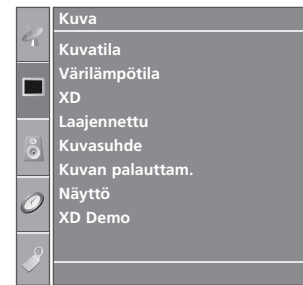 Kuva
Kuvatila
Värilämpötila
XD
Laajennettu
Kuvasuhde
Kuvan palauttam.
Näyttö
XD Demo